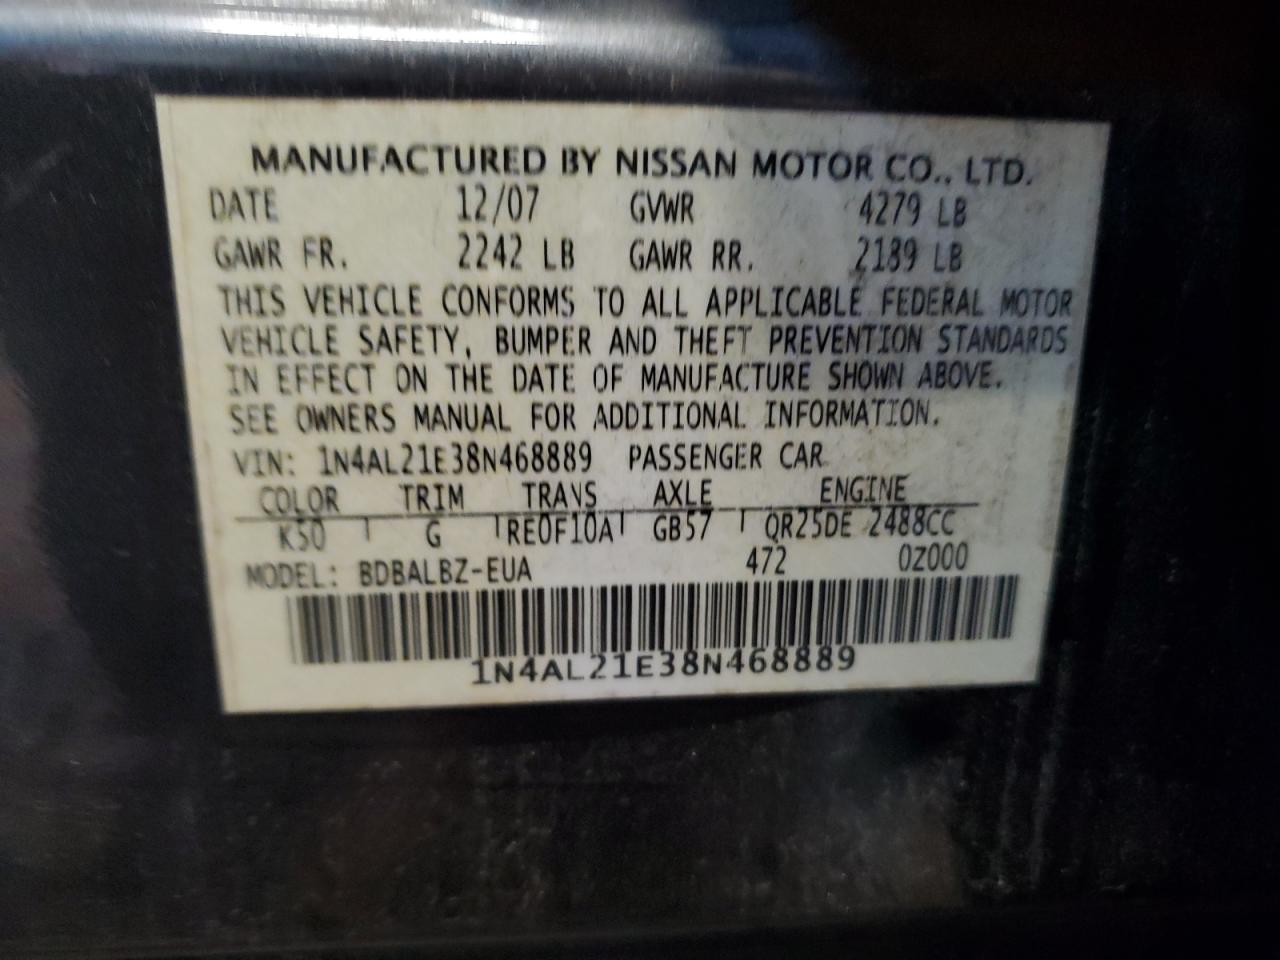 MANUFACTURED BY NISSAN MOTOR CO., LTD.
DATE 12/07 GVWR 4279 LB
GAWR FR. 2242 LB GAWR RR. 2189 LB
THIS VEHICLE CONFORMS TO ALL APPLICABLE FEDERAL MOTOR
VEHICLE SAFETY, BUMPER AND THEFT PREVENTION STANDARDS
IN EFFECT ON THE DATE OF MANUFACTURE SHOWN ABOVE.
SEE OWNERS MANUAL FOR ADDITIONAL INFORMATION.
VIN: 1N4AL21E38N468889 PASSENGER CAR
COLOR TRIM TRANS AXLE ENGINE
K50 G RE0F10A GB57 QR25DE 2488CC
MODEL: BDBALBZ-EUA 472 0Z000
1N4AL21E38N468889